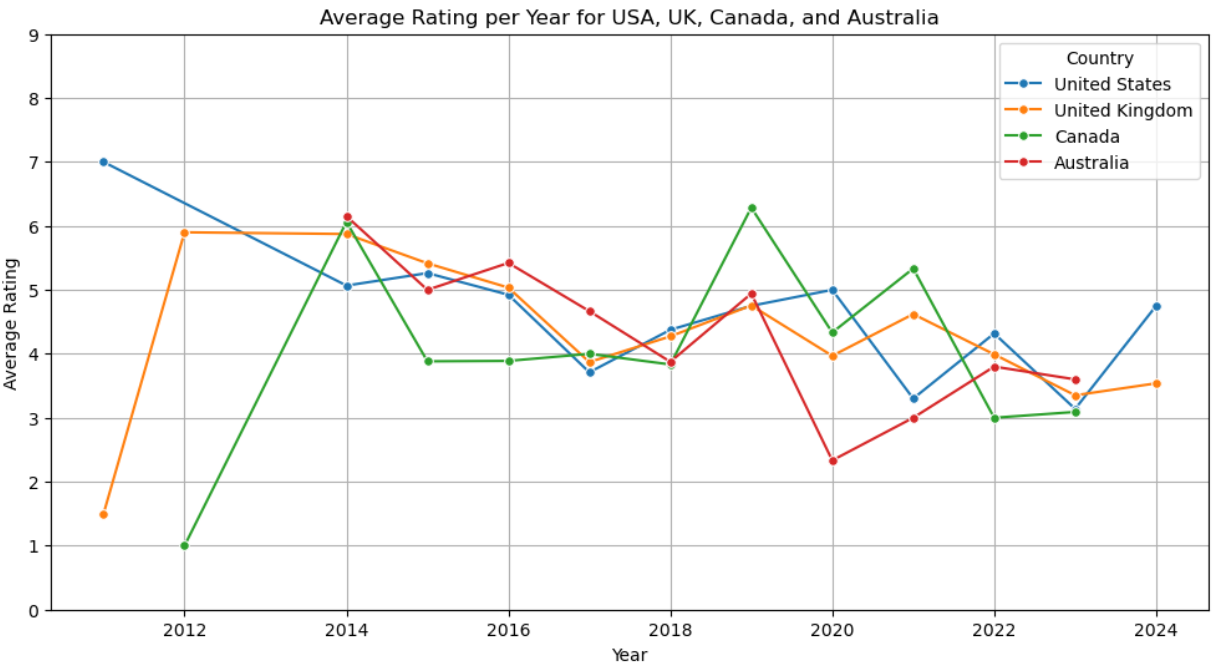 Average Rating per Year for USA, UK, Canada, and Australia
9
8
7
6
5
4
3
2
1
0
Average Rating
Country
United States
United Kingdom
Canada
Australia
2012
2014
2016
2018
2020
2022
2024
Year